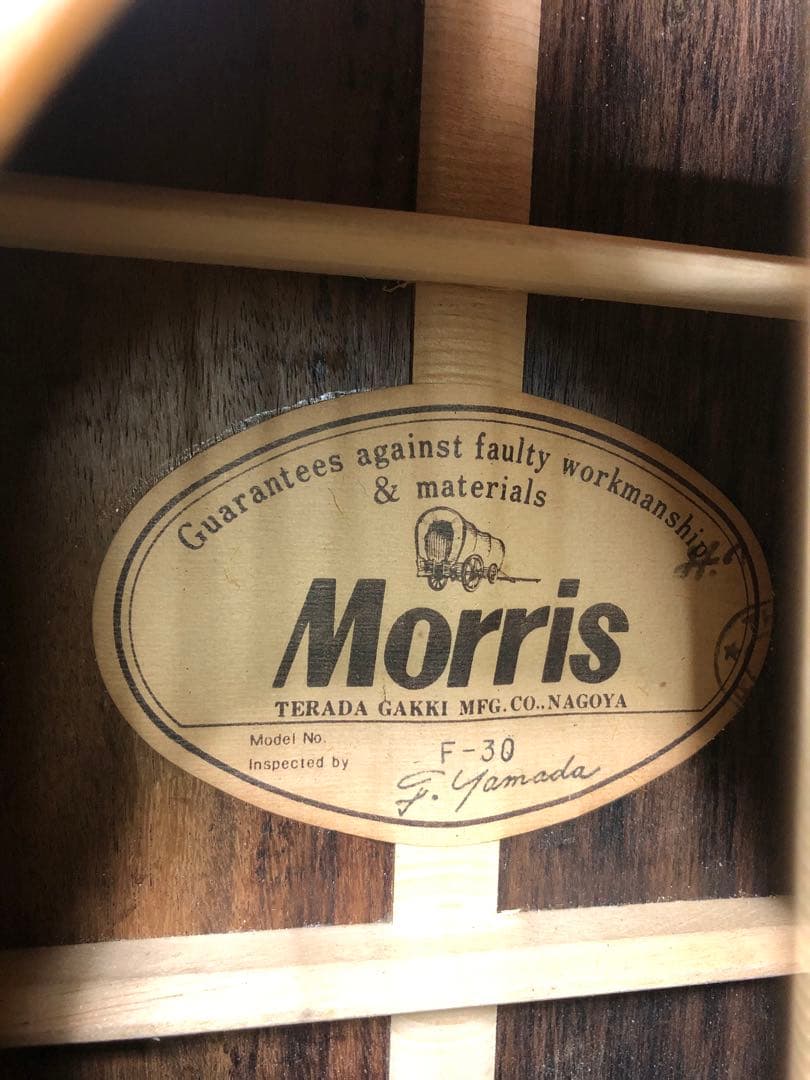 Guarantees against faulty workmanship
& materials
Morris
TERADA GAKKI MFG. CO., NAGOYA
Model No. F-30
Inspected by F. Yamada